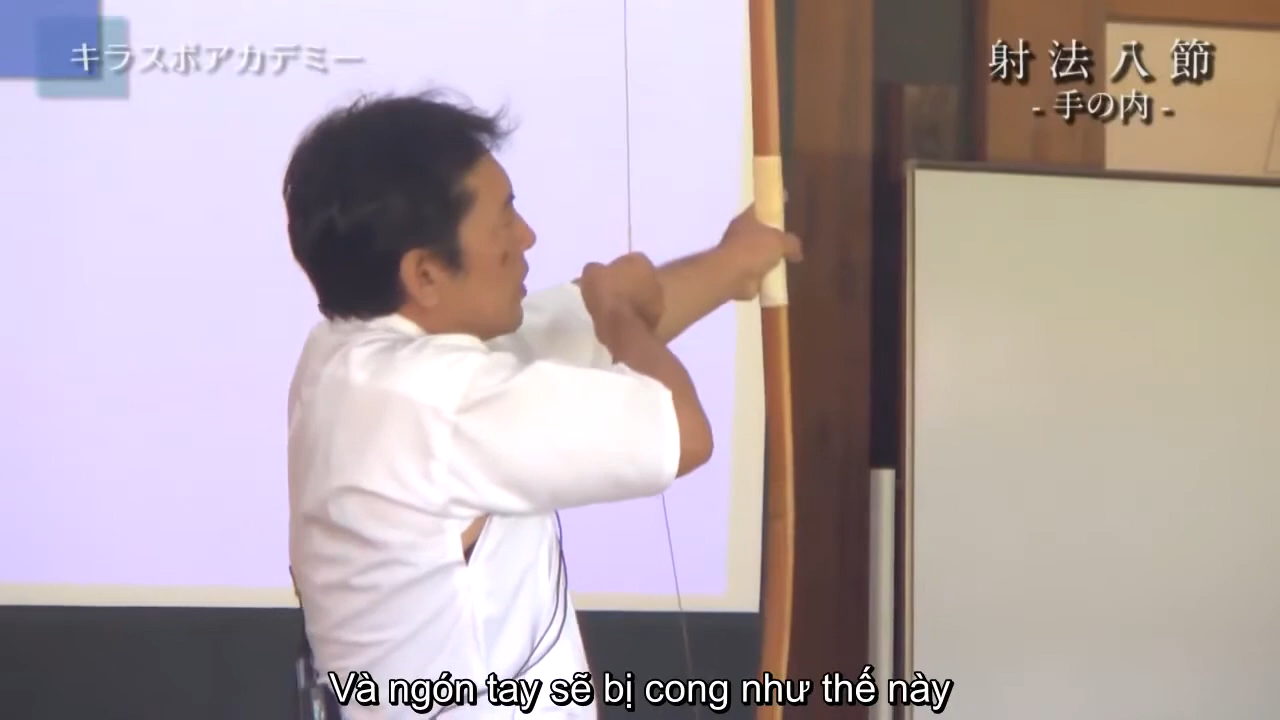 キラスポアカデミー
射法八節
- 手の内 -
Và ngón tay sẽ bị cong như thế này